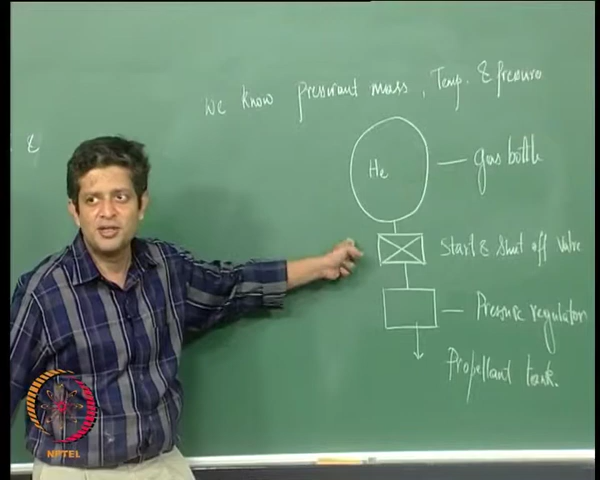 We know pressurant mass, Temp. & pressure
&
He
gas bottle
Start & Shut off valve
Pressure regulator
Propellant tank.
NPTEL